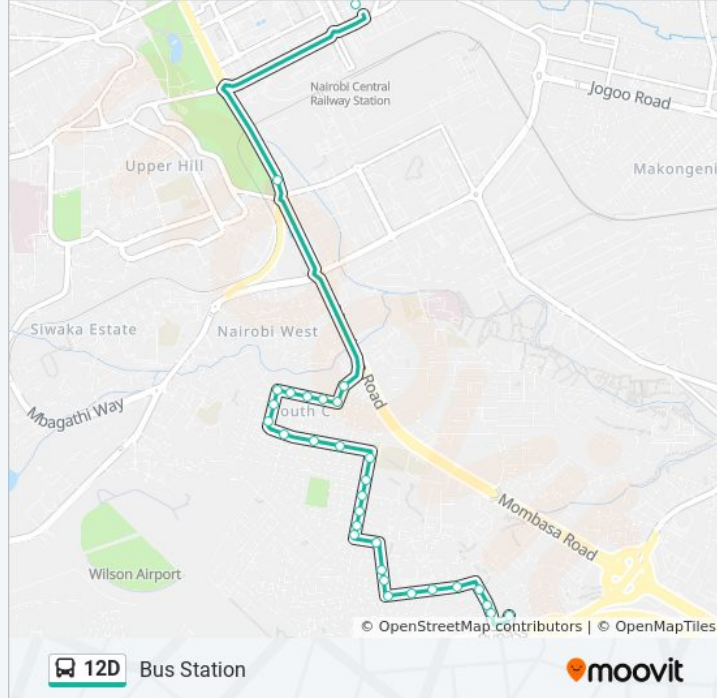 Nairobi Central
Railway Station
Jogoo Road
Upper Hill
Makongeni
Siwaka Estate
Nairobi West
Mbagathi Way
Road
outh C
Mombasa Road
Wilson Airport
© OpenStreetMap contributors | © OpenMapTiles
12D Bus Station
moovit